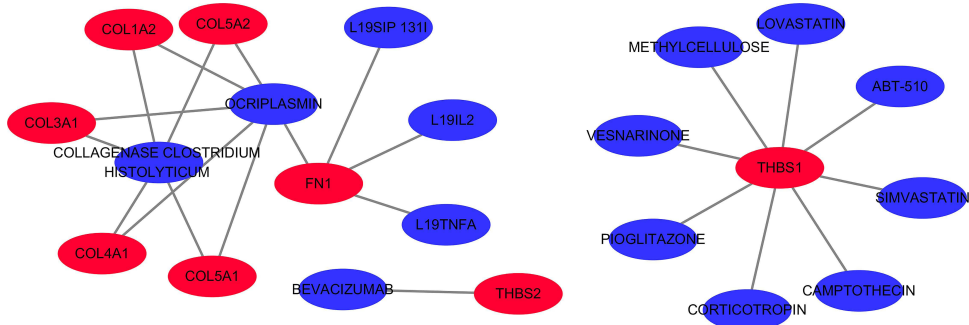 COL1A2
COL5A2
L19SIP 131I
OCRIPLASMIN
L19IL2
COL3A1
COLLAGENASE CLOSTRIDIUM
HISTOLYTICUM
FN1
L19TNFA
COL4A1
COL5A1
BEVACIZUMAB
THBS2
LOVASTATIN
METHYLCELLULOSE
ABT-510
VESNARINONE
THBS1
SIMVASTATIN
PIOGLITAZONE
CAMPTOTHECIN
CORTICOTROPIN